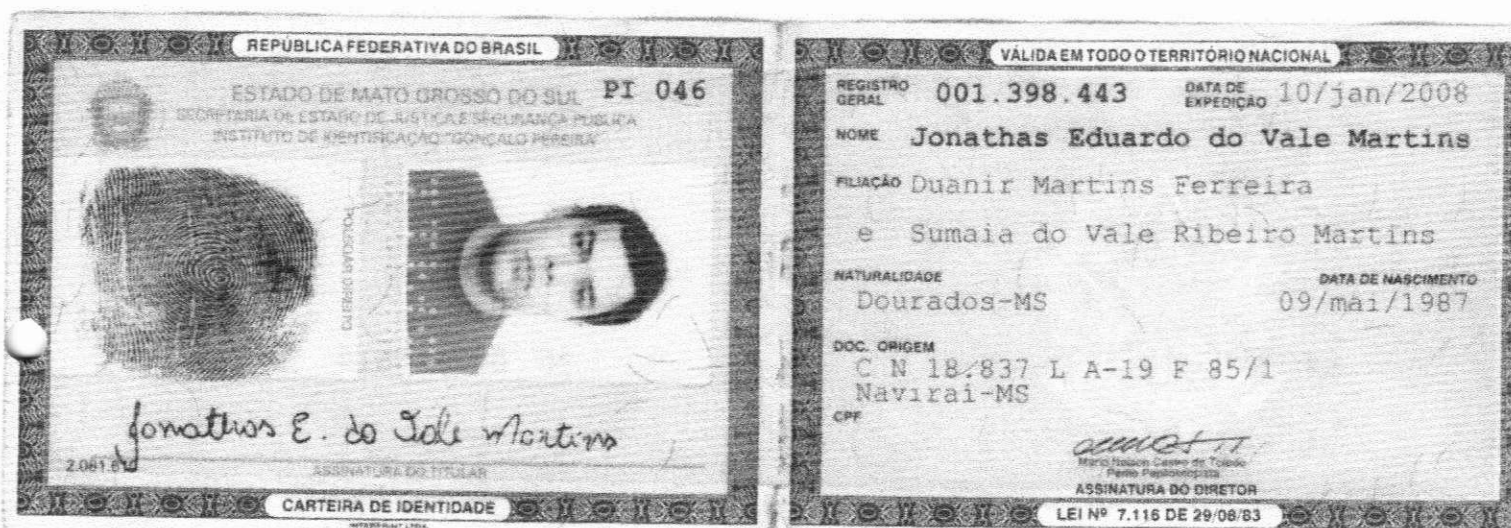 REPÚBLICA FEDERATIVA DO BRASIL
ESTADO DE MATO GROSSO DO SUL PI 046
SECRETARIA DE ESTADO DE JUSTIÇA E SEGURANÇA PÚBLICA
INSTITUTO DE IDENTIFICAÇÃO "GONÇALO PEREIRA"
POLEGAR DIREITO
Jonathas E. do Vale Martins
ASSINATURA DO TITULAR
CARTEIRA DE IDENTIDADE
VÁLIDA EM TODO O TERRITÓRIO NACIONAL
REGISTRO GERAL 001.398.443 DATA DE EXPEDIÇÃO 10/jan/2008
NOME Jonathas Eduardo do Vale Martins
FILIAÇÃO Duanir Martins Ferreira
e Sumaia do Vale Ribeiro Martins
NATURALIDADE DATA DE NASCIMENTO
Dourados-MS 09/mai/1987
DOC. ORIGEM
C N 18.837 L A-19 F 85/1
Navirai-MS
CPF
ASSINATURA DO DIRETOR
LEI Nº 7.116 DE 29/08/83